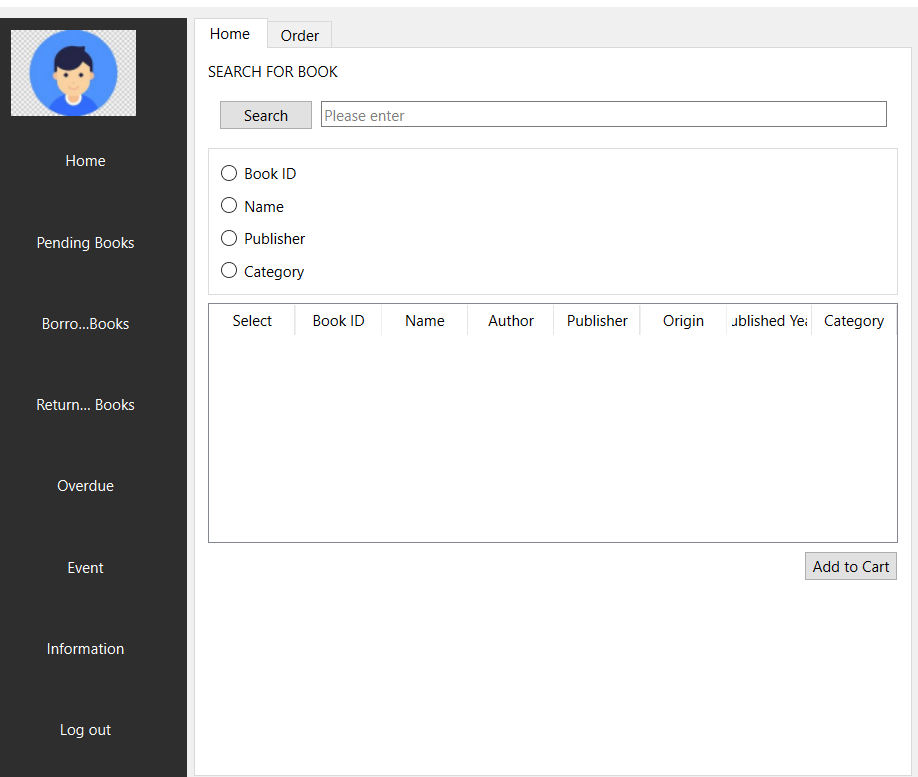 Home
Order
SEARCH FOR BOOK
Search
Please enter
Book ID
Name
Publisher
Category
Select Book ID Name Author Publisher Origin ublished Yea Category
Add to Cart
Home
Pending Books
Borro...Books
Return... Books
Overdue
Event
Information
Log out